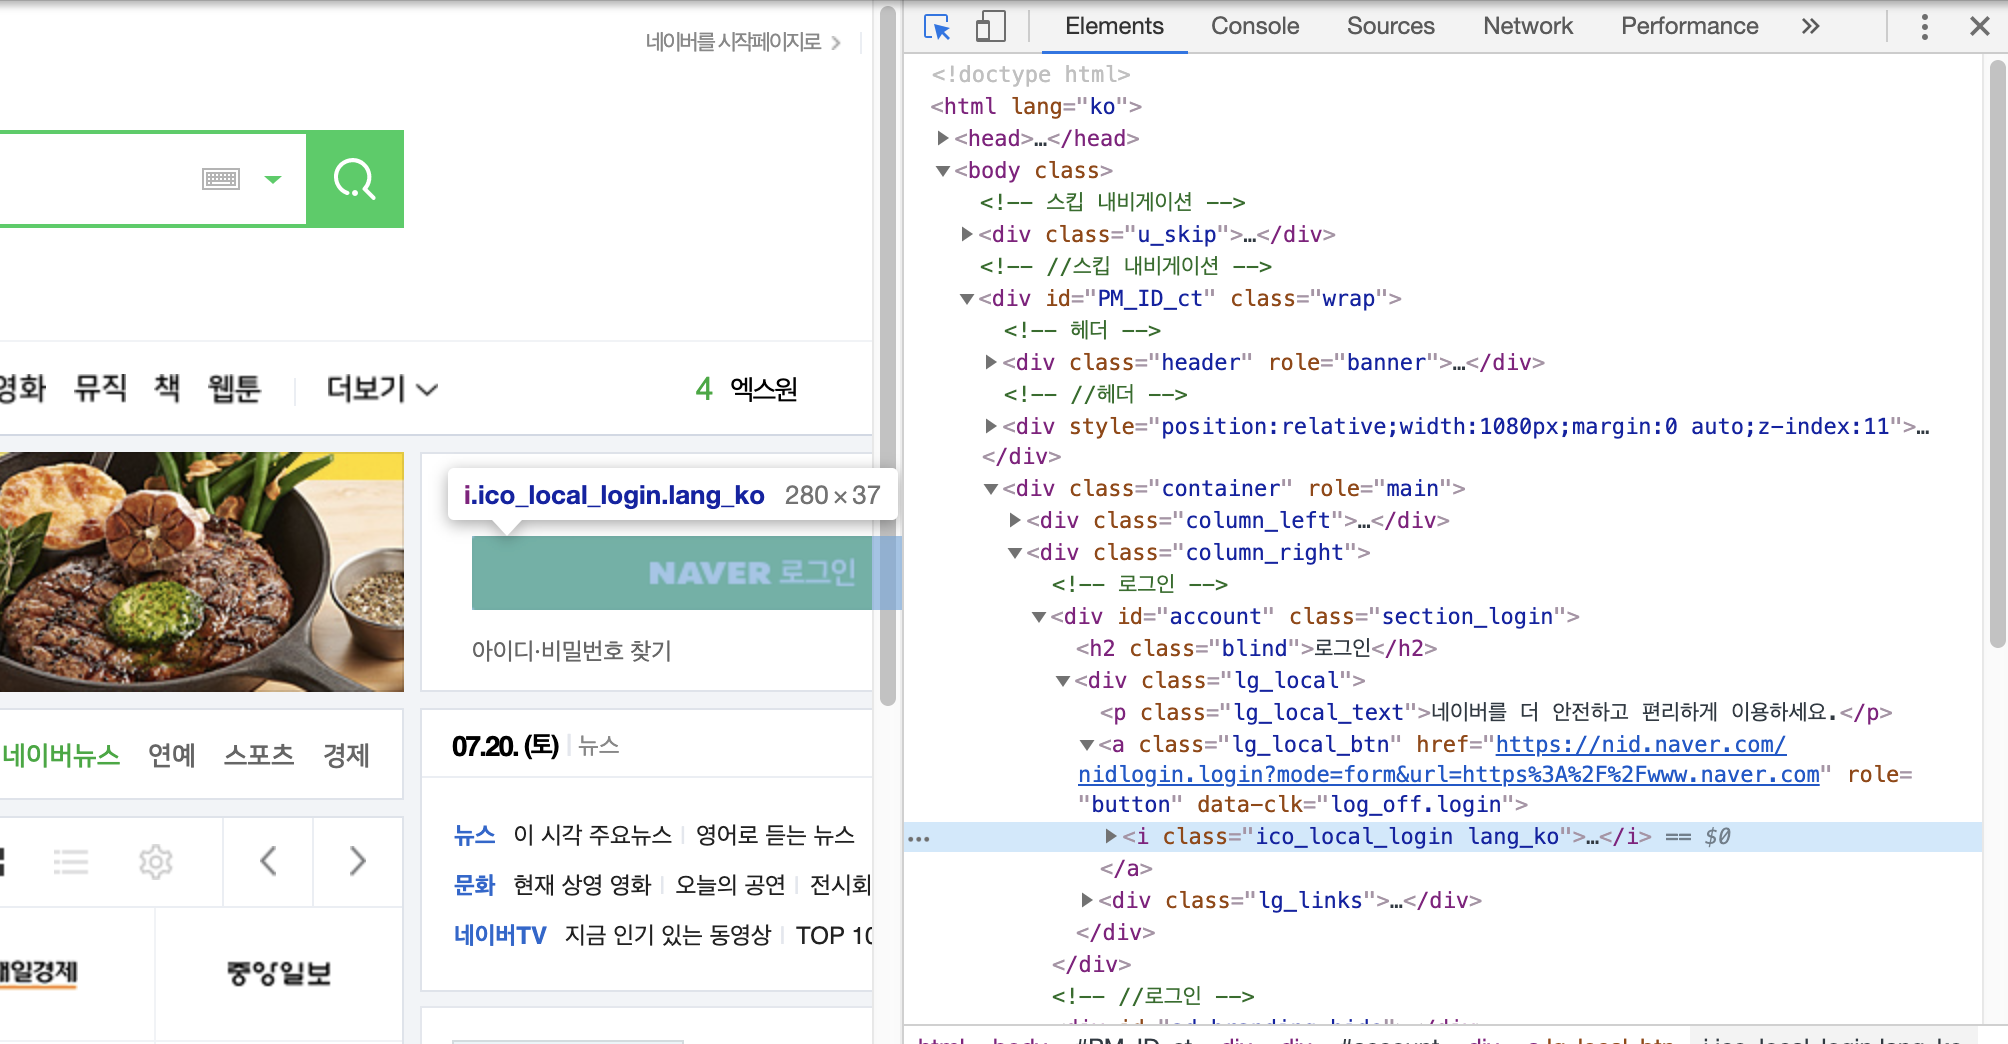 네이버를 시작페이지로
영화 뮤직 책 웹툰 더보기
4 엑스원
i.ico_local_login.lang_ko 280 × 37
NAVER 로그인
아이디·비밀번호 찾기
네이버뉴스 연예 스포츠 경제
07.20. (토) 뉴스
뉴스 이 시각 주요뉴스 영어로 듣는 뉴스
문화 현재 상영 영화 오늘의 공연 전시회
네이버TV 지금 인기 있는 동영상 TOP 10
매일경제 중앙일보
Elements Console Sources Network Performance »
<!doctype html>
<html lang="ko">
<head>…</head>
<body class>
<!-- 스킵 내비게이션 -->
<div class="u_skip">…</div>
<!-- //스킵 내비게이션 -->
<div id="PM_ID_ct" class="wrap">
<!-- 헤더 -->
<div class="header" role="banner">…</div>
<!-- //헤더 -->
<div style="position:relative;width:1080px;margin:0 auto;z-index:11">…
</div>
<div class="container" role="main">
<div class="column_left">…</div>
<div class="column_right">
<!-- 로그인 -->
<div id="account" class="section_login">
<h2 class="blind">로그인</h2>
<div class="lg_local">
<p class="lg_local_text">네이버를 더 안전하고 편리하게 이용하세요.</p>
<a class="lg_local_btn" href="https://nid.naver.com/
nidlogin.login?mode=form&url=https%3A%2F%2Fwww.naver.com" role=
"button" data-clk="log_off.login">
… <i class="ico_local_login lang_ko">…</i> == $0
</a>
<div class="lg_links">…</div>
</div>
</div>
<!-- //로그인 -->